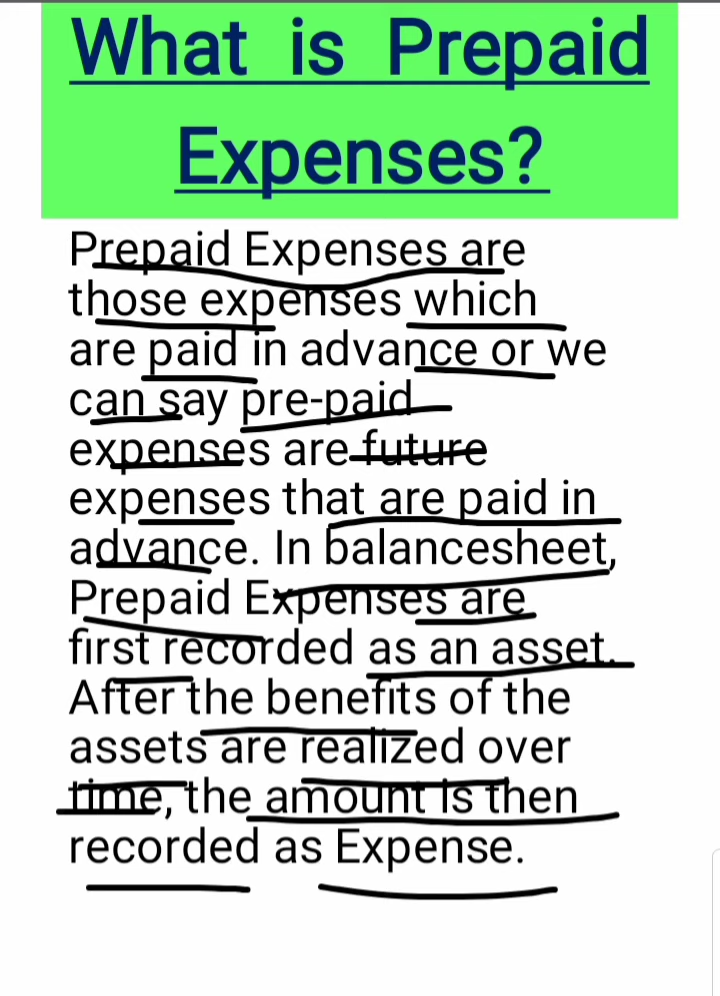 What is Prepaid
Expenses?
Prepaid Expenses are
those expenses which
are paid in advance or we
can say pre-paid
expenses are future
expenses that are paid in
advance. In balancesheet,
Prepaid Expenses are
first recorded as an asset.
After the benefits of the
assets are realized over
time, the amount is then
recorded as Expense.